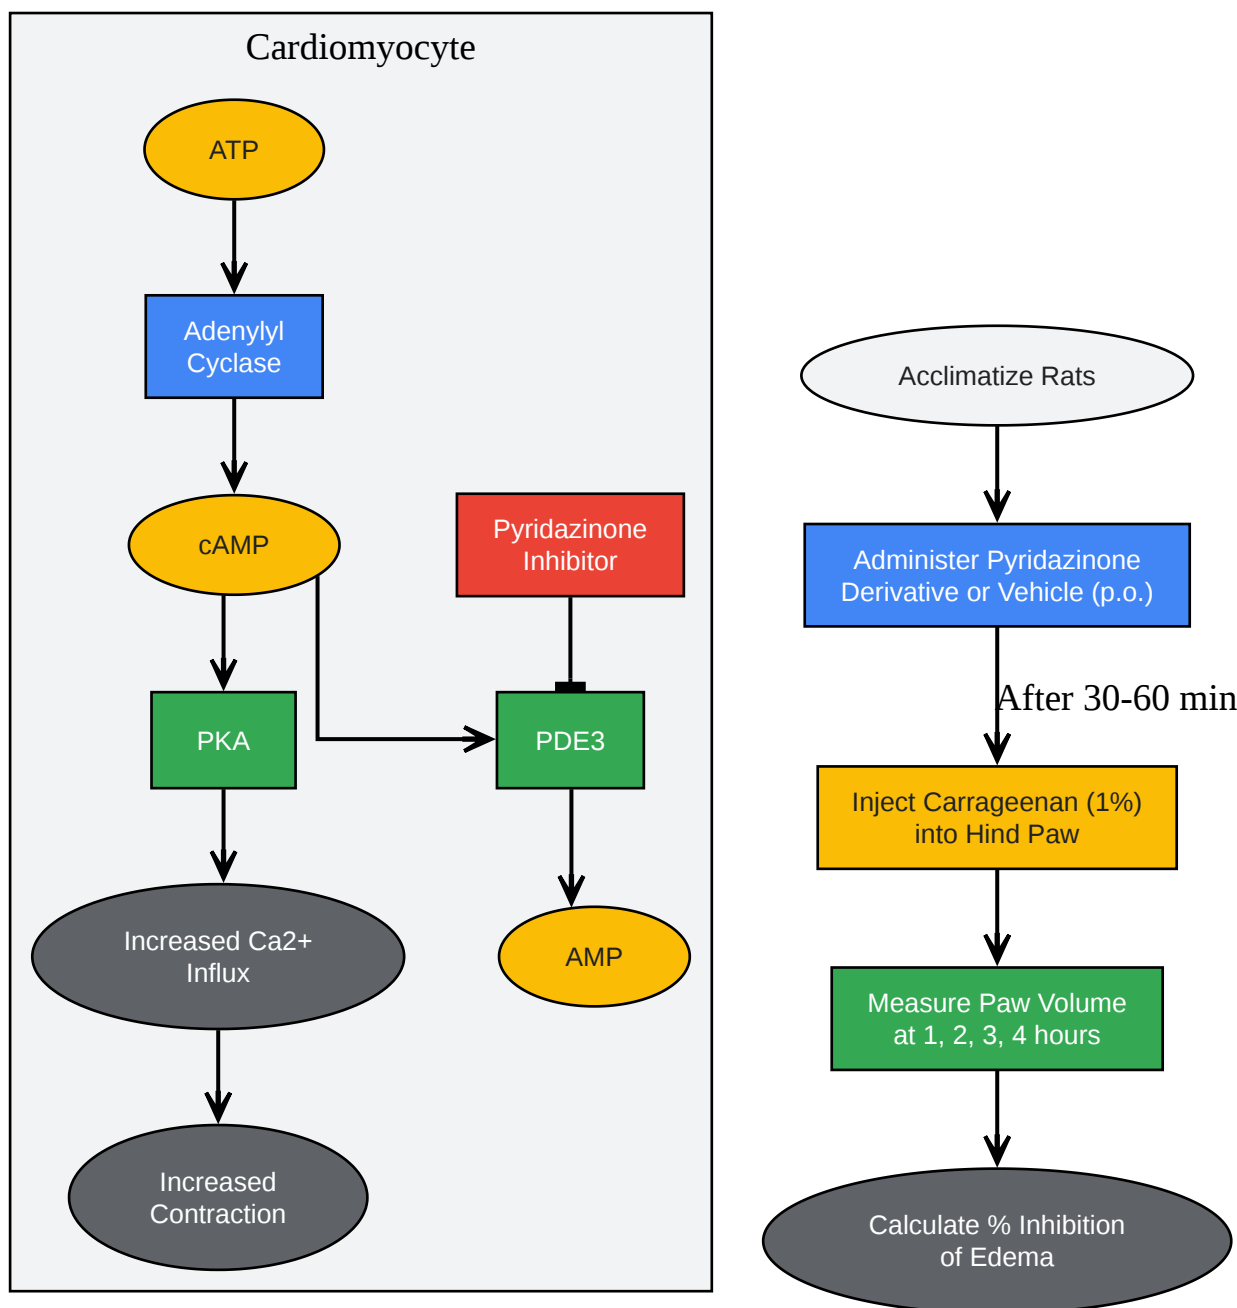 Cardiomyocyte
ATP
Adenylyl
Cyclase
cAMP
Pyridazinone
Inhibitor
PKA
PDE3
Increased Ca2+
Influx
AMP
Increased
Contraction
Acclimatize Rats
Administer Pyridazinone
Derivative or Vehicle (p.o.)
After 30-60 min
Inject Carrageenan (1%)
into Hind Paw
Measure Paw Volume
at 1, 2, 3, 4 hours
Calculate % Inhibition
of Edema